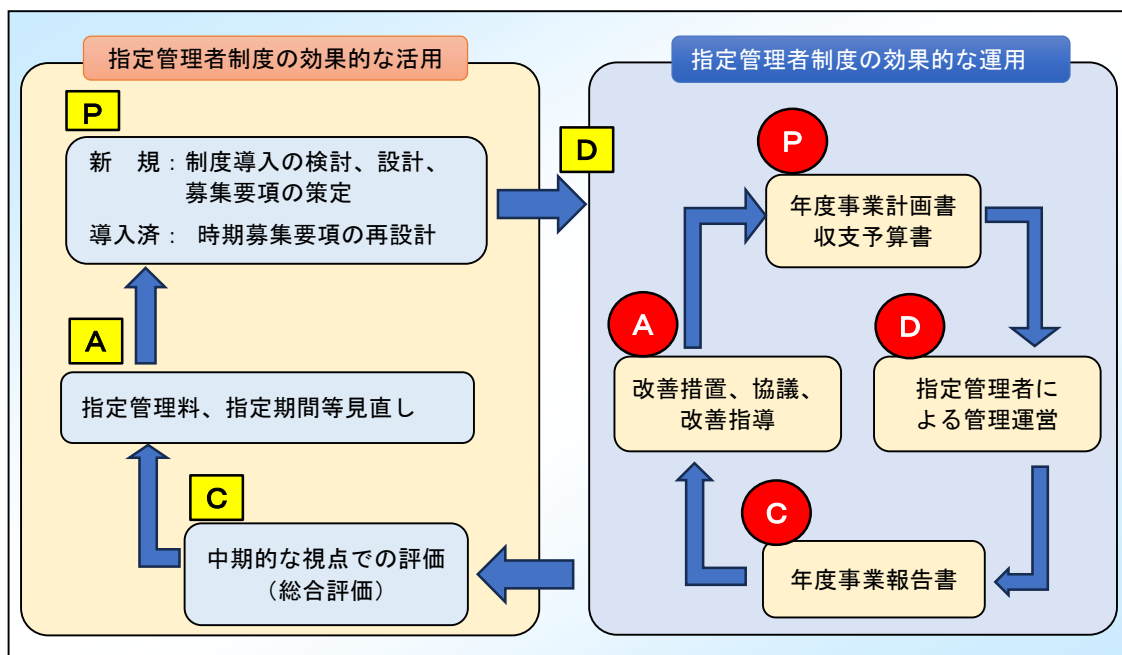 指定管理者制度の効果的な活用
P
新　規：制度導入の検討、設計、
募集要項の策定
導入済：　時期募集要項の再設計
A
指定管理料、指定期間等見直し
C
中期的な視点での評価
（総合評価）
D
指定管理者制度の効果的な運用
P
年度事業計画書
収支予算書
D
指定管理者に
よる管理運営
C
年度事業報告書
A
改善措置、協議、
改善指導